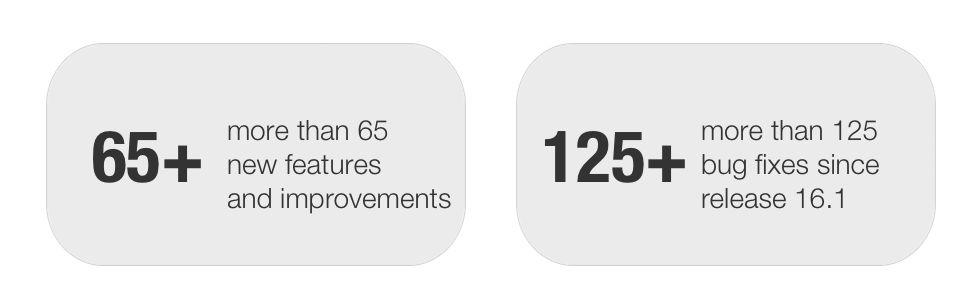 65+
more than 65
new features
and improvements
125+
more than 125
bug fixes since
release 16.1